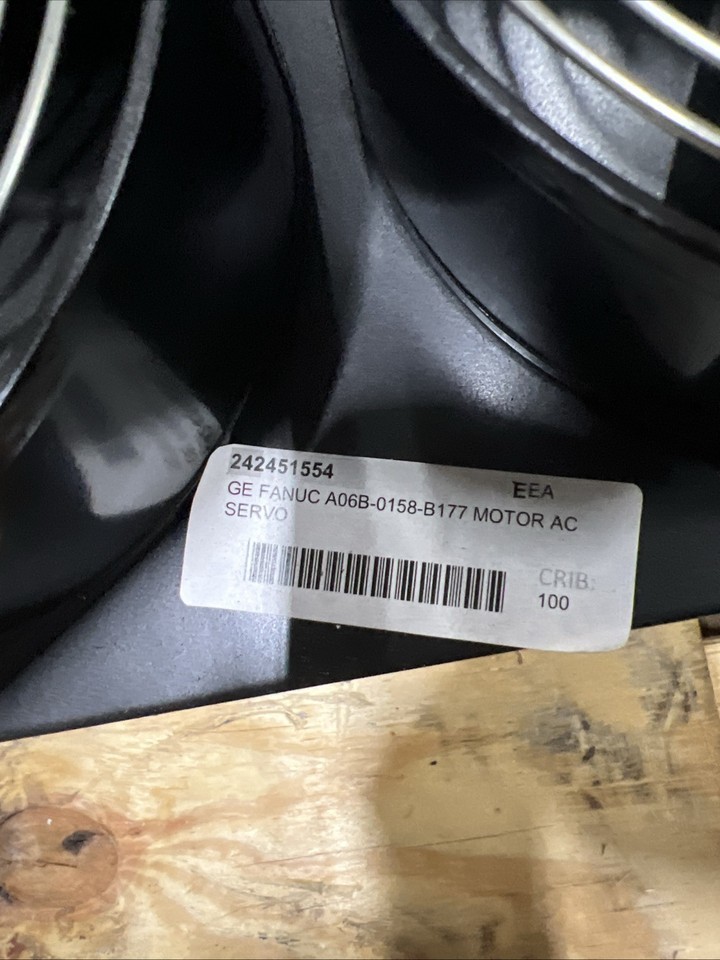 242451554
EEA
GE FANUC A06B-0158-B177 MOTOR AC
SERVO
CRIB:
100